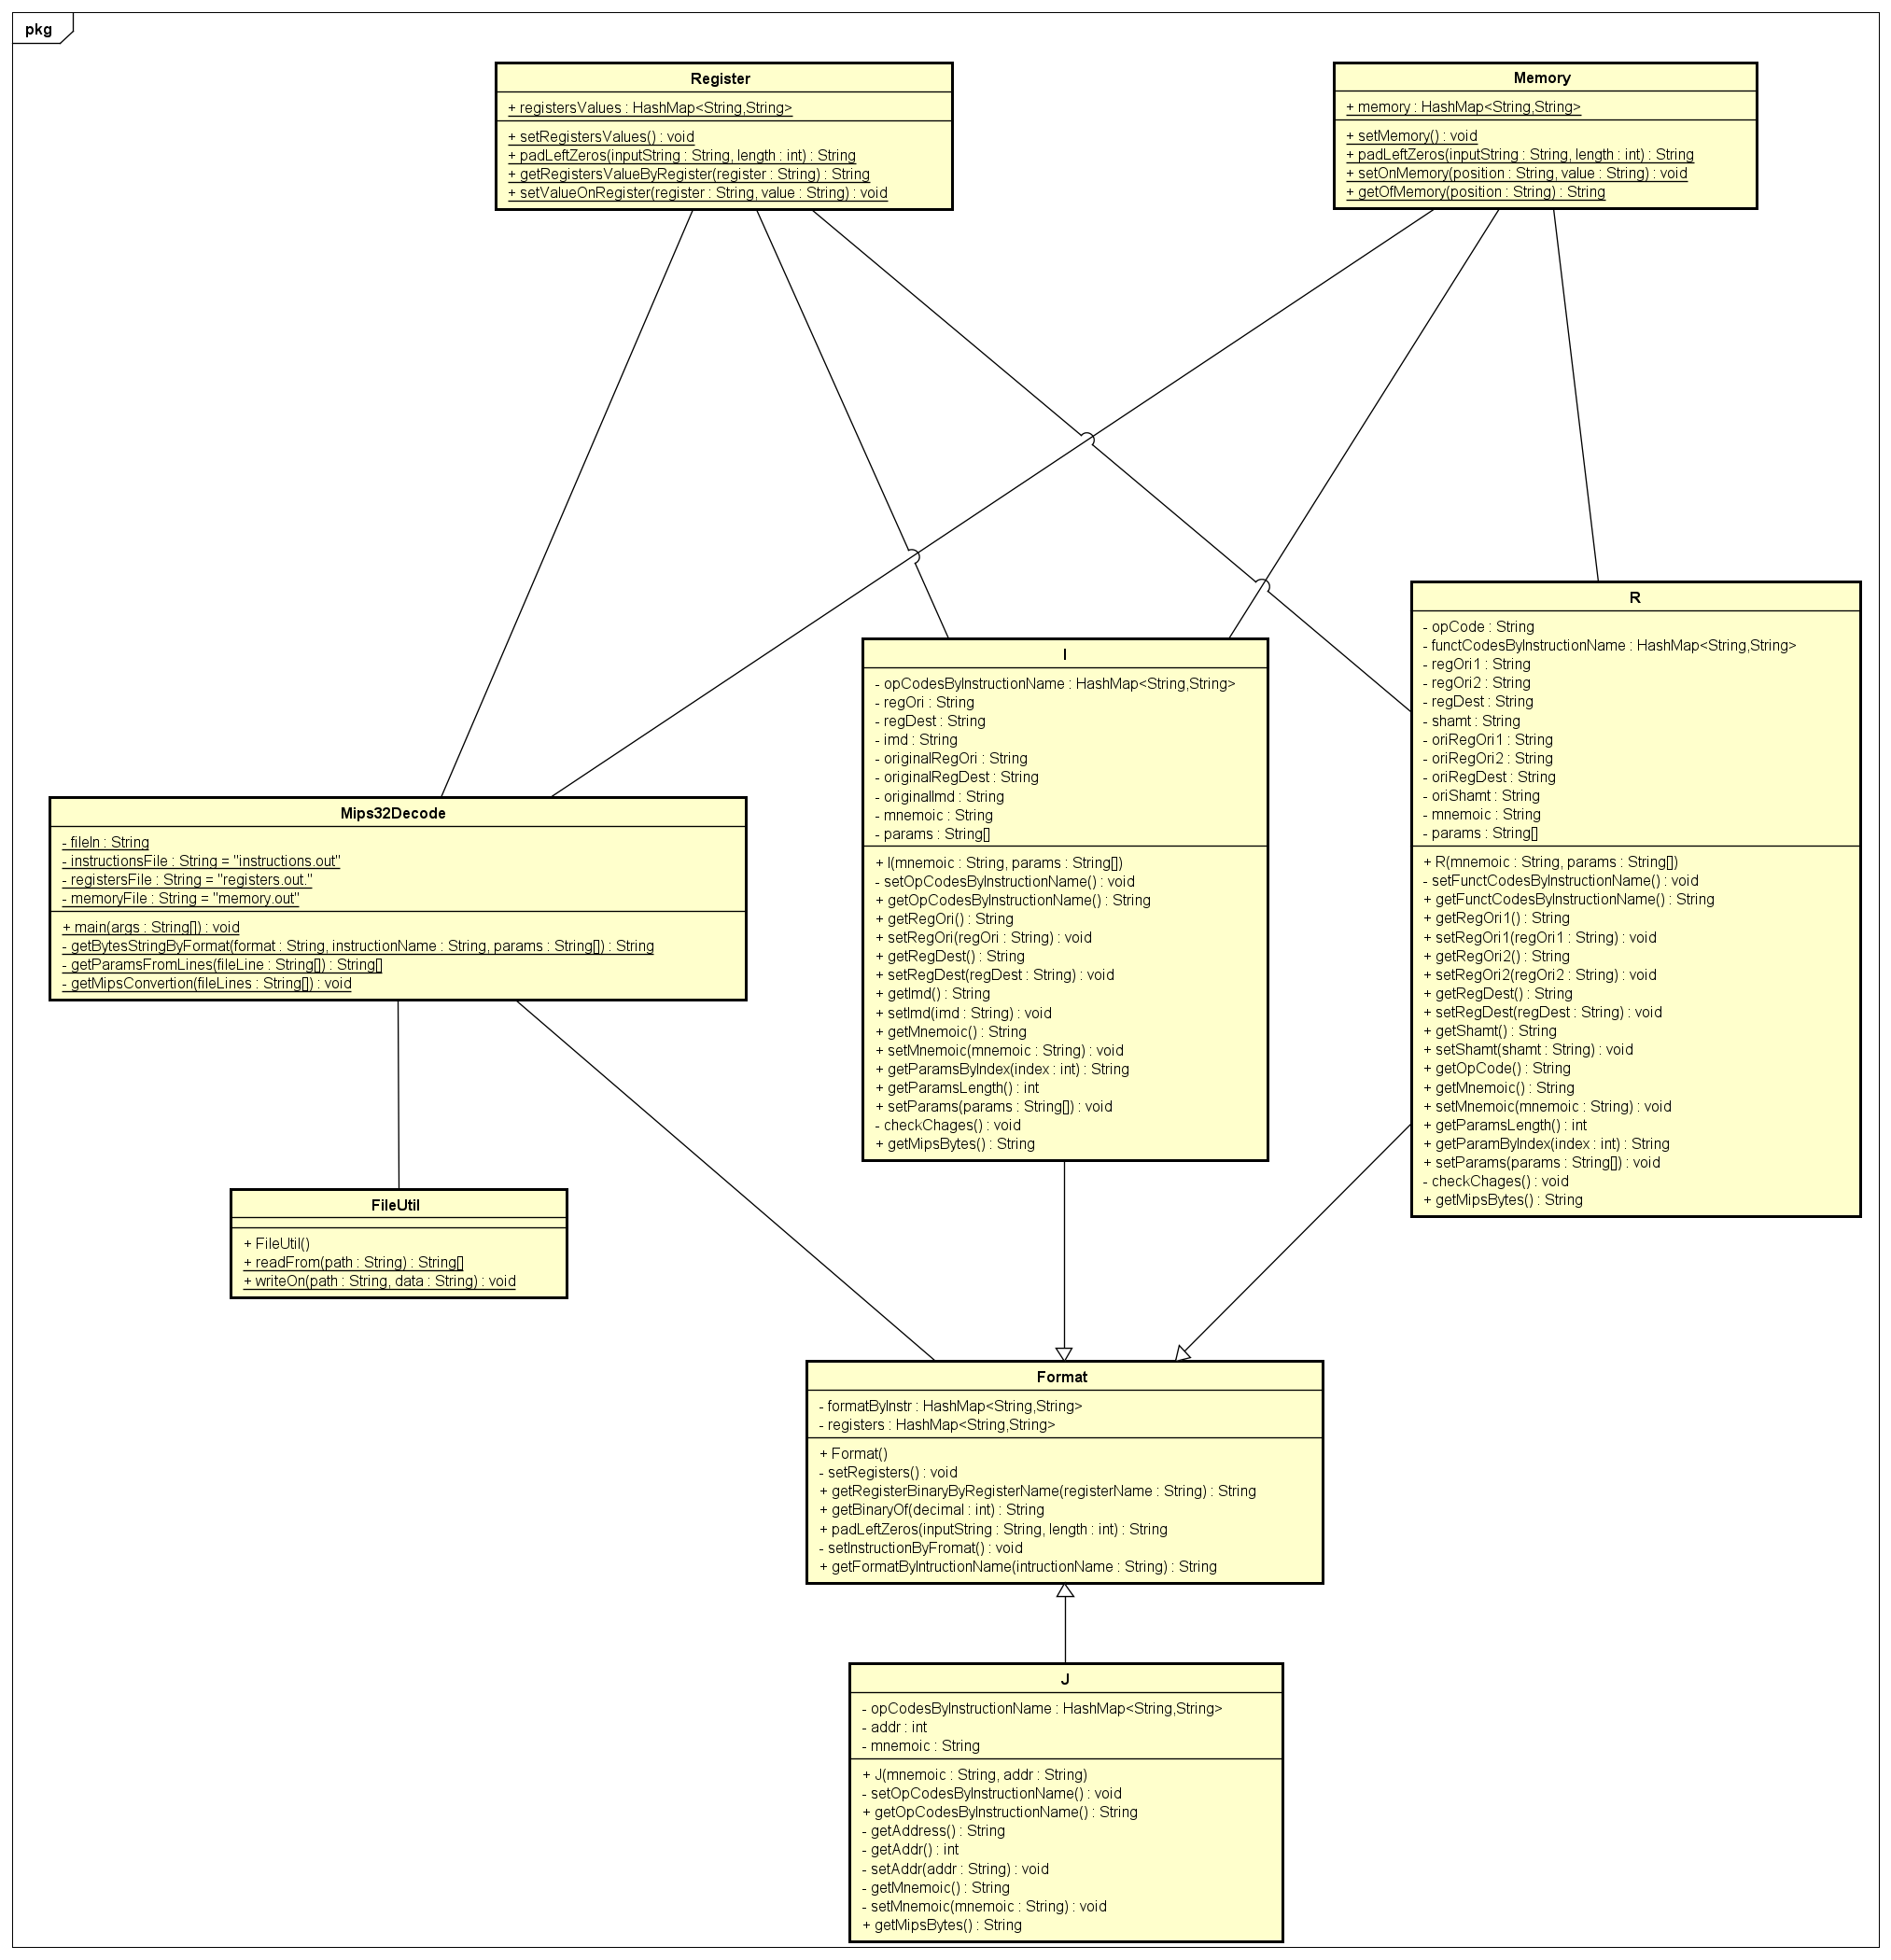 pkg
Register
+ registersValues : HashMap<String,String>
+ setRegistersValues() : void
+ padLeftZeros(inputString : String, length : int) : String
+ getRegistersValueByRegister(register : String) : String
+ setValueOnRegister(register : String, value : String) : void
Memory
+ memory : HashMap<String,String>
+ setMemory() : void
+ padLeftZeros(inputString : String, length : int) : String
+ setOnMemory(position : String, value : String) : void
+ getOfMemory(position : String) : String
R
- opCode : String
- functCodesByInstructionName : HashMap<String,String>
- regOri1 : String
- regOri2 : String
- regDest : String
- shamt : String
- oriRegOri1 : String
- oriRegOri2 : String
- oriRegDest : String
- oriShamt : String
- mnemoic : String
- params : String[]
+ R(mnemoic : String, params : String[])
- setFunctCodesByInstructionName() : void
+ getFunctCodesByInstructionName() : String
+ getRegOri1() : String
+ setRegOri1(regOri1 : String) : void
+ getRegOri2() : String
+ setRegOri2(regOri2 : String) : void
+ getRegDest() : String
+ setRegDest(regDest : String) : void
+ getShamt() : String
+ setShamt(shamt : String) : void
+ getOpCode() : String
+ getMnemoic() : String
+ setMnemoic(mnemoic : String) : void
+ getParamsLength() : int
+ getParamByIndex(index : int) : String
+ setParams(params : String[]) : void
- checkChages() : void
+ getMipsBytes() : String
I
- opCodesByInstructionName : HashMap<String,String>
- regOri : String
- regDest : String
- imd : String
- originalRegOri : String
- originalRegDest : String
- originalImd : String
- mnemoic : String
- params : String[]
+ I(mnemoic : String, params : String[])
- setOpCodesByInstructionName() : void
+ getOpCodesByInstructionName() : String
+ getRegOri() : String
+ setRegOri(regOri : String) : void
+ getRegDest() : String
+ setRegDest(regDest : String) : void
+ getImd() : String
+ setImd(imd : String) : void
+ getMnemoic() : String
+ setMnemoic(mnemoic : String) : void
+ getParamsByIndex(index : int) : String
+ getParamsLength() : int
+ setParams(params : String[]) : void
- checkChages() : void
+ getMipsBytes() : String
Mips32Decode
- fileIn : String
- instructionsFile : String = "instructions.out"
- registersFile : String = "registers.out."
- memoryFile : String = "memory.out"
+ main(args : String[]) : void
- getBytesStringByFormat(format : String, instructionName : String, params : String[]) : String
- getParamsFromLines(fileLine : String[]) : String[]
- getMipsConvertion(fileLines : String[]) : void
FileUtil
+ FileUtil()
+ readFrom(path : String) : String[]
+ writeOn(path : String, data : String) : void
Format
- formatByInstr : HashMap<String,String>
- registers : HashMap<String,String>
+ Format()
- setRegisters() : void
+ getRegisterBinaryByRegisterName(registerName : String) : String
+ getBinaryOf(decimal : int) : String
+ padLeftZeros(inputString : String, length : int) : String
- setInstructionByFromat() : void
+ getFormatByIntructionName(intructionName : String) : String
J
- opCodesByInstructionName : HashMap<String,String>
- addr : int
- mnemoic : String
+ J(mnemoic : String, addr : String)
- setOpCodesByInstructionName() : void
+ getOpCodesByInstructionName() : String
- getAddress() : String
- getAddr() : int
- setAddr(addr : String) : void
- getMnemoic() : String
- setMnemoic(mnemoic : String) : void
+ getMipsBytes() : String